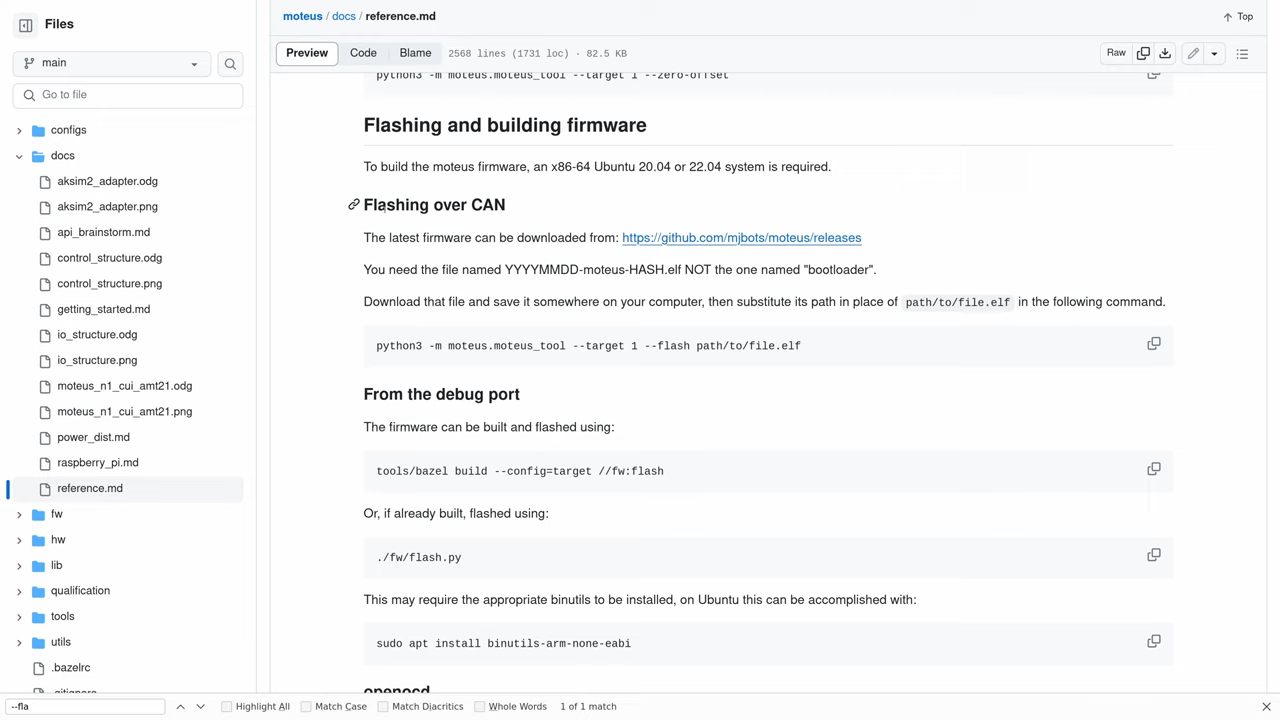 Files
main
Go to file
configs
docs
aksim2_adapter.odg
aksim2_adapter.png
api_brainstorm.md
control_structure.odg
control_structure.png
getting_started.md
io_structure.odg
io_structure.png
moteus_n1_cui_amt21.odg
moteus_n1_cui_amt21.png
power_dist.md
raspberry_pi.md
reference.md
fw
hw
lib
qualification
tools
utils
.bazelrc
.gitignore
moteus / docs / reference.md
Top
Preview Code Blame 2568 lines (1731 loc) · 82.5 KB
Raw
python3 -m moteus.moteus_tool --target 1 --zero-offset
Flashing and building firmware
To build the moteus firmware, an x86-64 Ubuntu 20.04 or 22.04 system is required.
Flashing over CAN
The latest firmware can be downloaded from: https://github.com/mjbots/moteus/releases
You need the file named YYYYMMDD-moteus-HASH.elf NOT the one named "bootloader".
Download that file and save it somewhere on your computer, then substitute its path in place of path/to/file.elf in the following command.
python3 -m moteus.moteus_tool --target 1 --flash path/to/file.elf
From the debug port
The firmware can be built and flashed using:
tools/bazel build --config=target //fw:flash
Or, if already built, flashed using:
./fw/flash.py
This may require the appropriate binutils to be installed, on Ubuntu this can be accomplished with:
sudo apt install binutils-arm-none-eabi
openocd
--fla
Highlight All Match Case Match Diacritics Whole Words 1 of 1 match